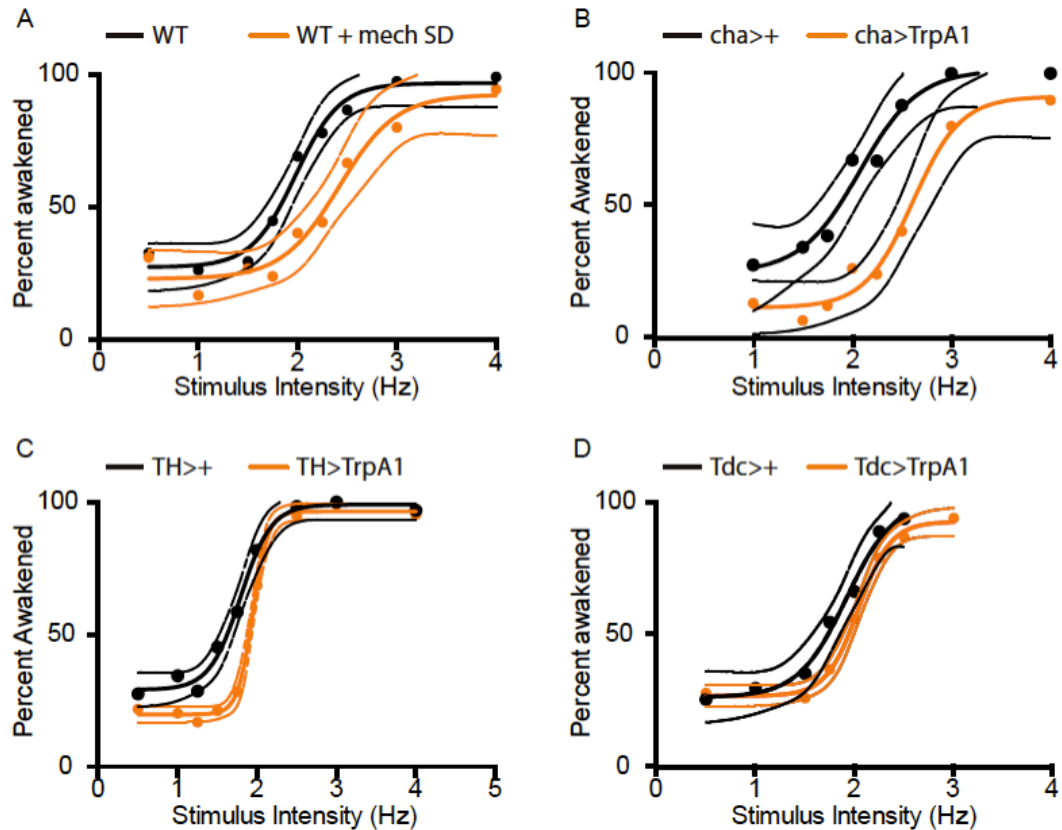 A
WT
WT + mech SD
Percent awakened
100
50
0
0
1
2
3
4
Stimulus Intensity (Hz)
B
cha>+
cha>TrpA1
Percent Awakened
100
50
0
0
1
2
3
4
Stimulus Intensity (Hz)
C
TH>+
TH>TrpA1
Percent Awakened
100
50
0
0
1
2
3
4
5
Stimulus Intensity (Hz)
D
Tdc>+
Tdc>TrpA1
Percent awakened
100
50
0
0
1
2
3
4
Stimulus Intensity (Hz)